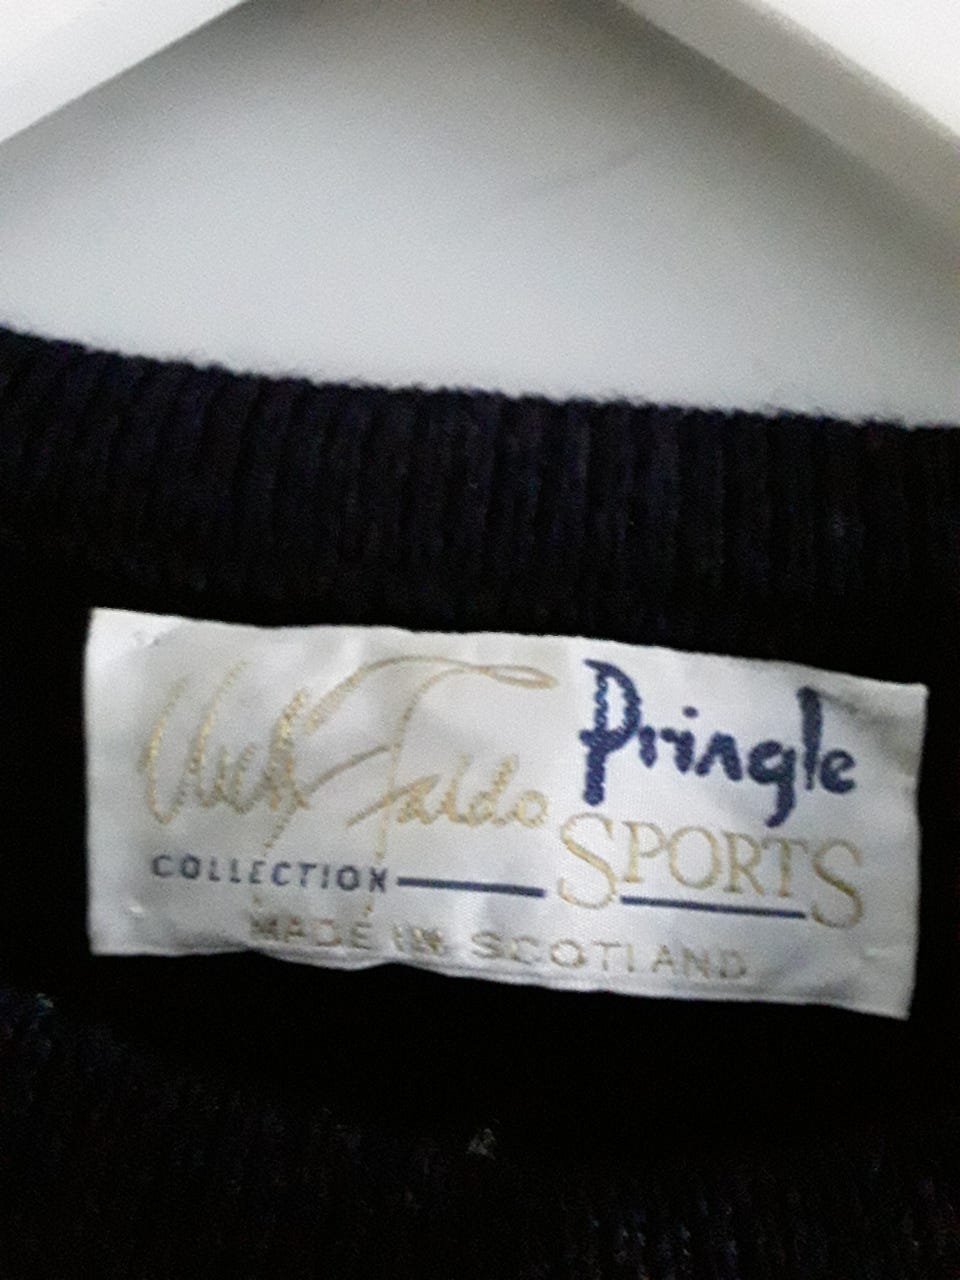 Nick Faldo
Pringle
SPORTS
COLLECTION
MADE IN SCOTLAND